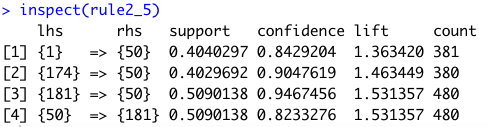 > inspect(rule2_5)
lhs rhs support confidence lift count
[1] {1} => {50} 0.4040297 0.8429204 1.363420 381
[2] {174} => {50} 0.4029692 0.9047619 1.463449 380
[3] {181} => {50} 0.5090138 0.9467456 1.531357 480
[4] {50} => {181} 0.5090138 0.8233276 1.531357 480